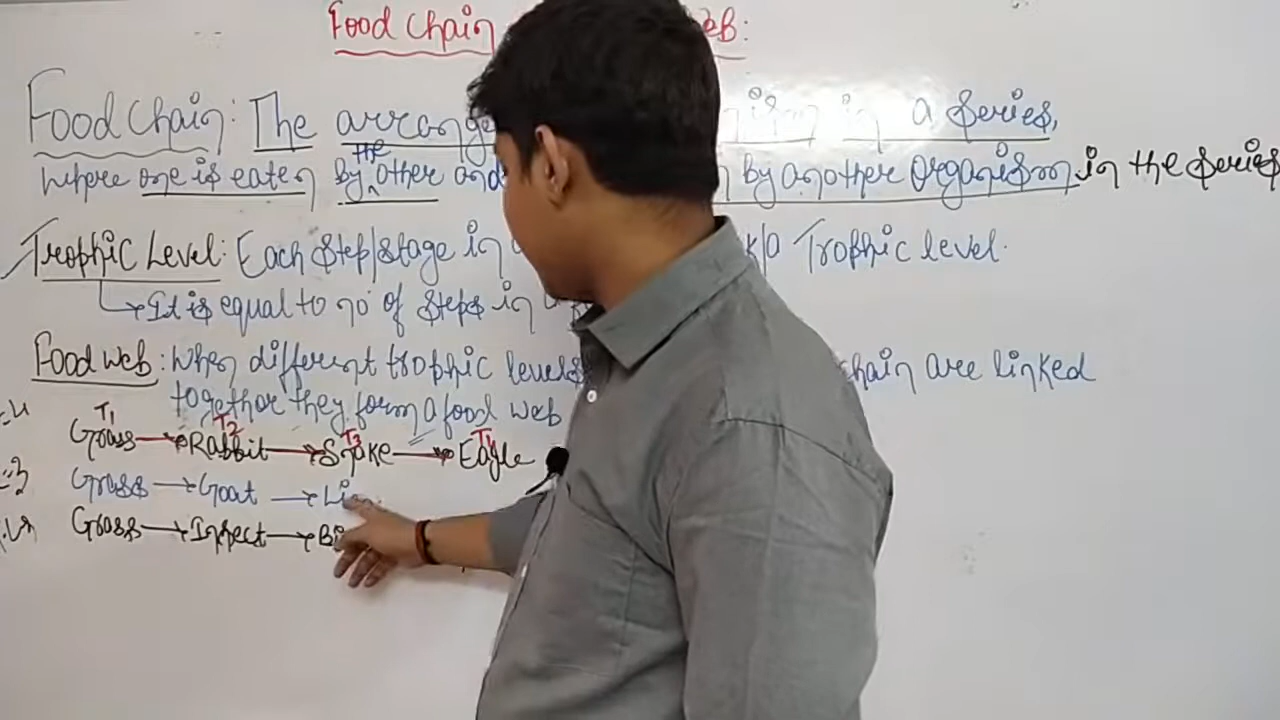 Food Chain eB:
Food Chain: The arrange nism in a series,
where one is eaten by the other and by another organism in the series
Trophic Level: Each step/stage in k/a Trophic level.
It is equal to no of steps in a
Food web: When different trophic levels chain are linked
together they form a food web
T1 T2 T3
Grass → Rabbit → Snake → Eagle
Grass → Goat → Li
Grass → Insect → Bi